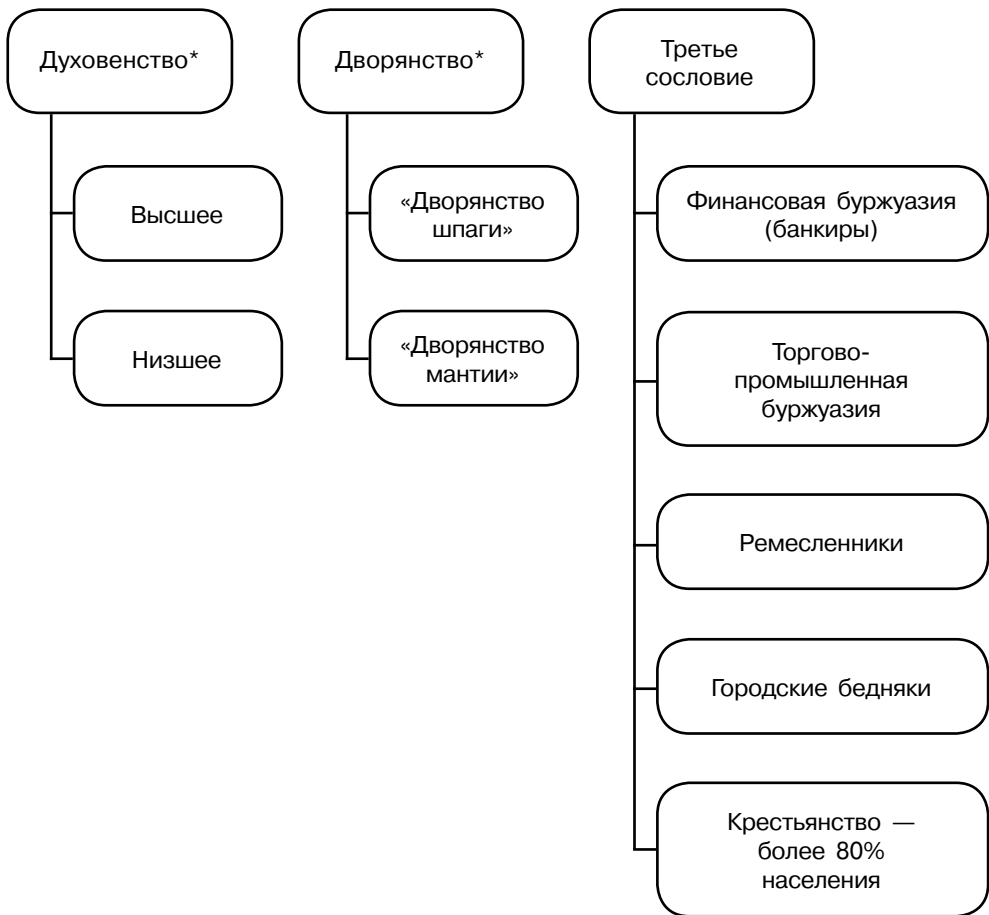 Духовенство*
Высшее
Низшее
Дворянство*
«Дворянство
шпаги»
«Дворянство
мантии»
Третье
сословие
Финансовая буржуазия
(банкиры)
Торгово-
промышленная
буржуазия
Ремесленники
Городские бедняки
Крестьянство —
более 80%
населения